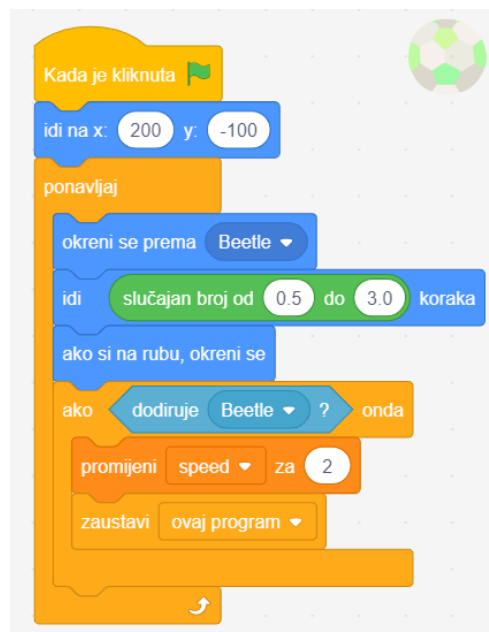 Kada je kliknuta
idi na x: 200 y: -100
ponavljaj
okreni se prema Beetle
idi slučajan broj od 0.5 do 3.0 koraka
ako si na rubu, okreni se
ako dodiruje Beetle ? onda
promijeni speed za 2
zaustavi ovaj program